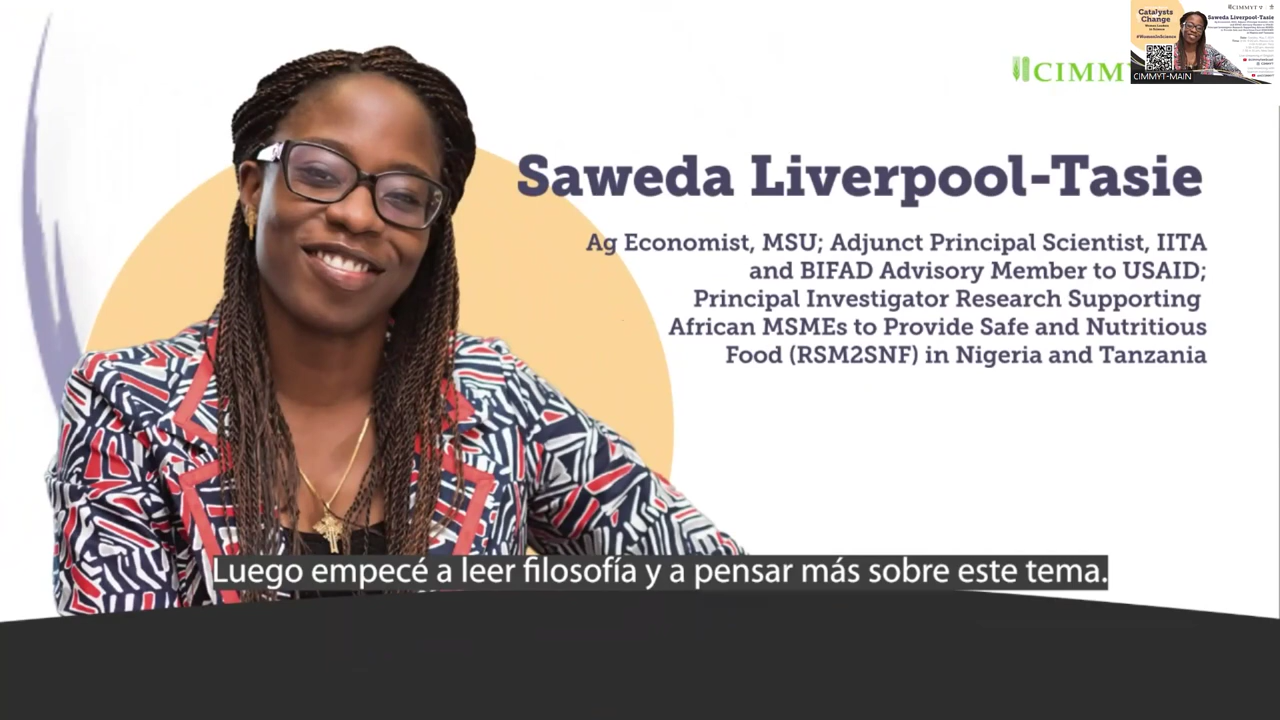 CIMMY
Saweda Liverpool-Tasie
Ag Economist, MSU; Adjunct Principal Scientist, IITA
and BIFAD Advisory Member to USAID;
Principal Investigator Research Supporting
African MSMEs to Provide Safe and Nutritious
Food (RSM2SNF) in Nigeria and Tanzania
Luego empecé a leer filosofía y a pensar más sobre este tema.
Catalysts
Change
#WomenInScience
CIMMYT
Saweda Liverpool-Tasie
CIMMYT-MAIN